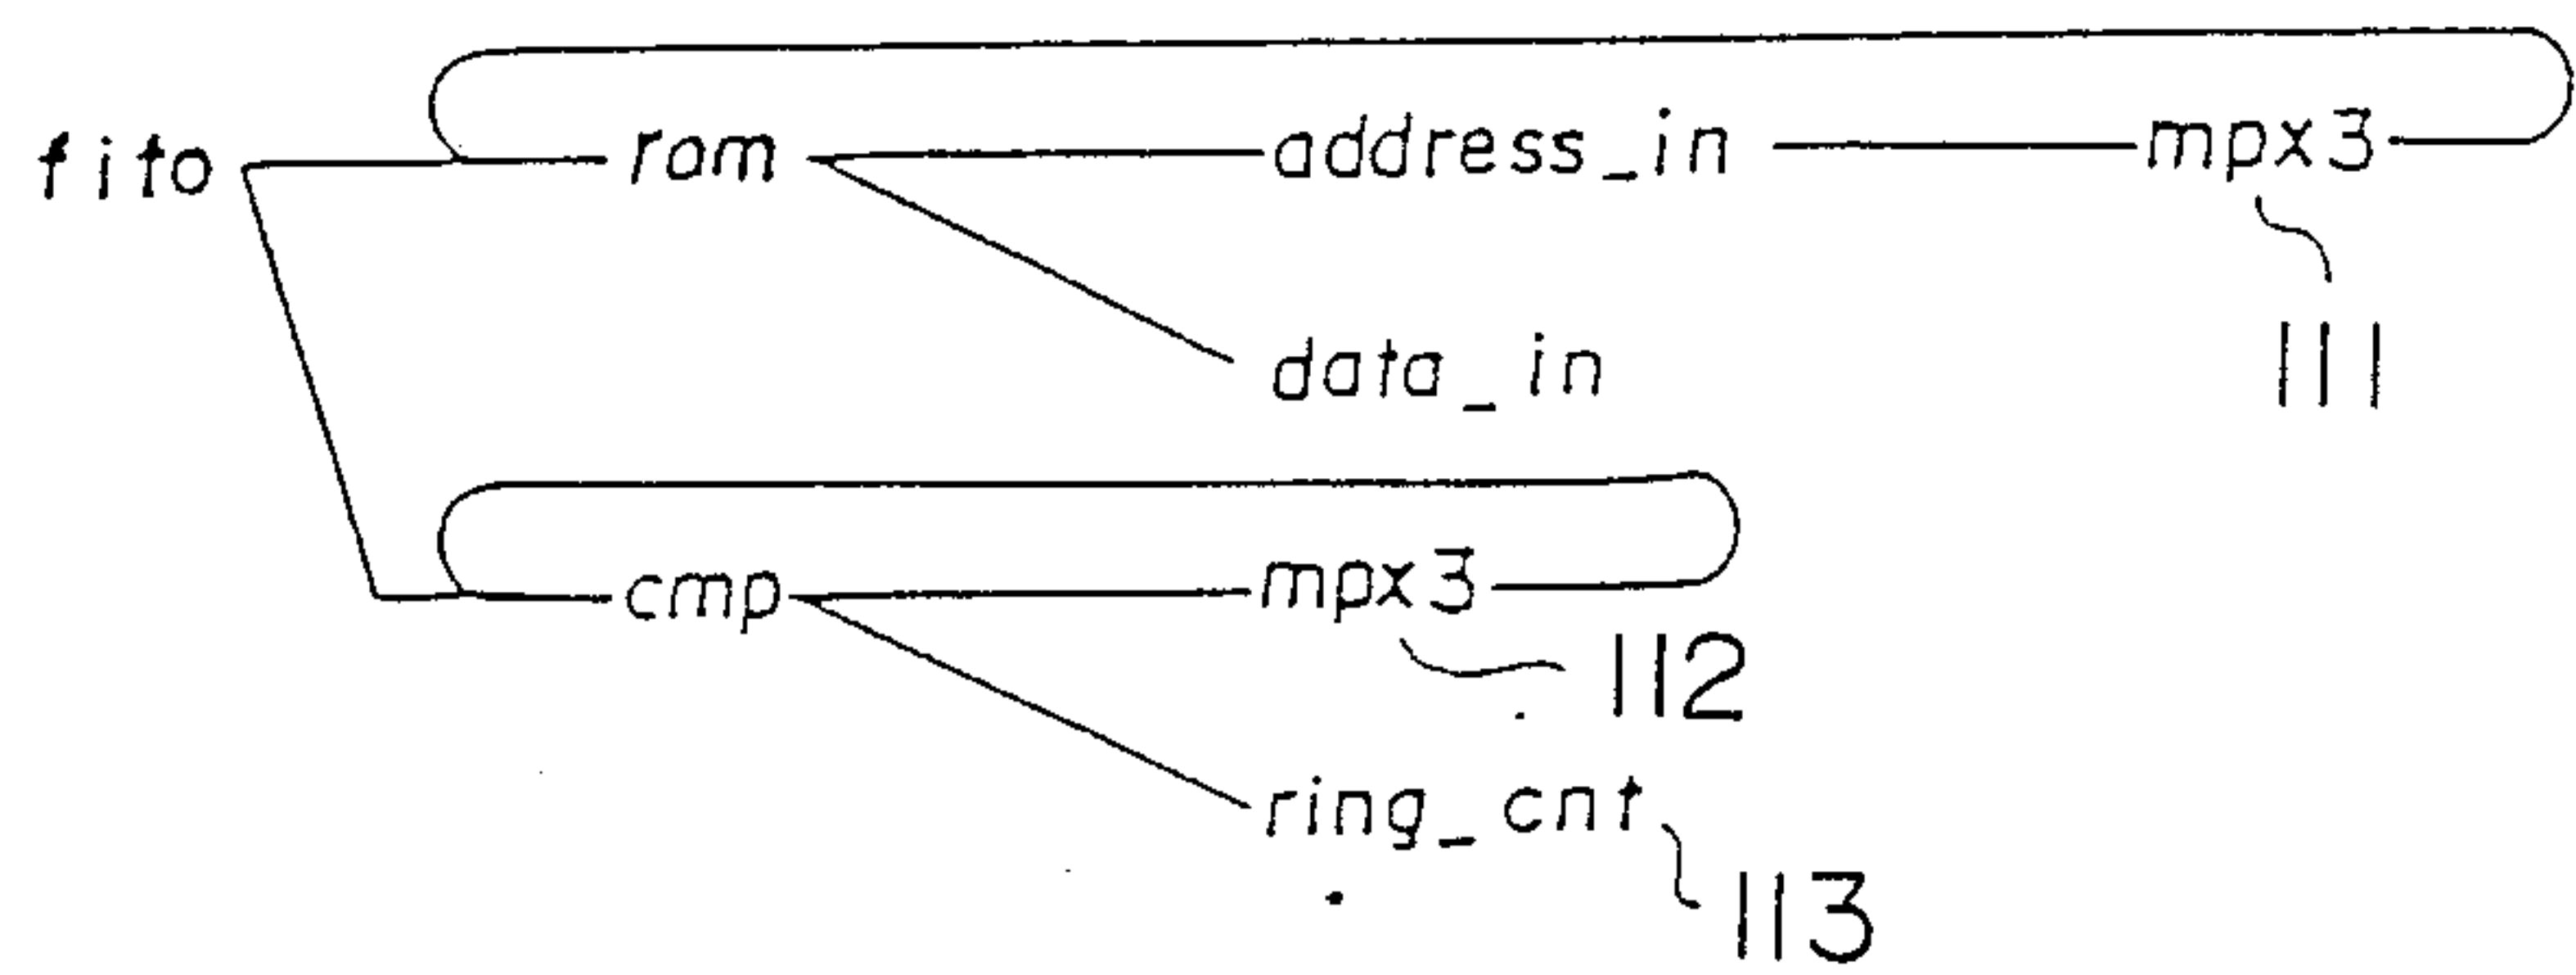 fito ram address_in mpx3
111
data_in
cmp mpx3
112
ring_cnt
113